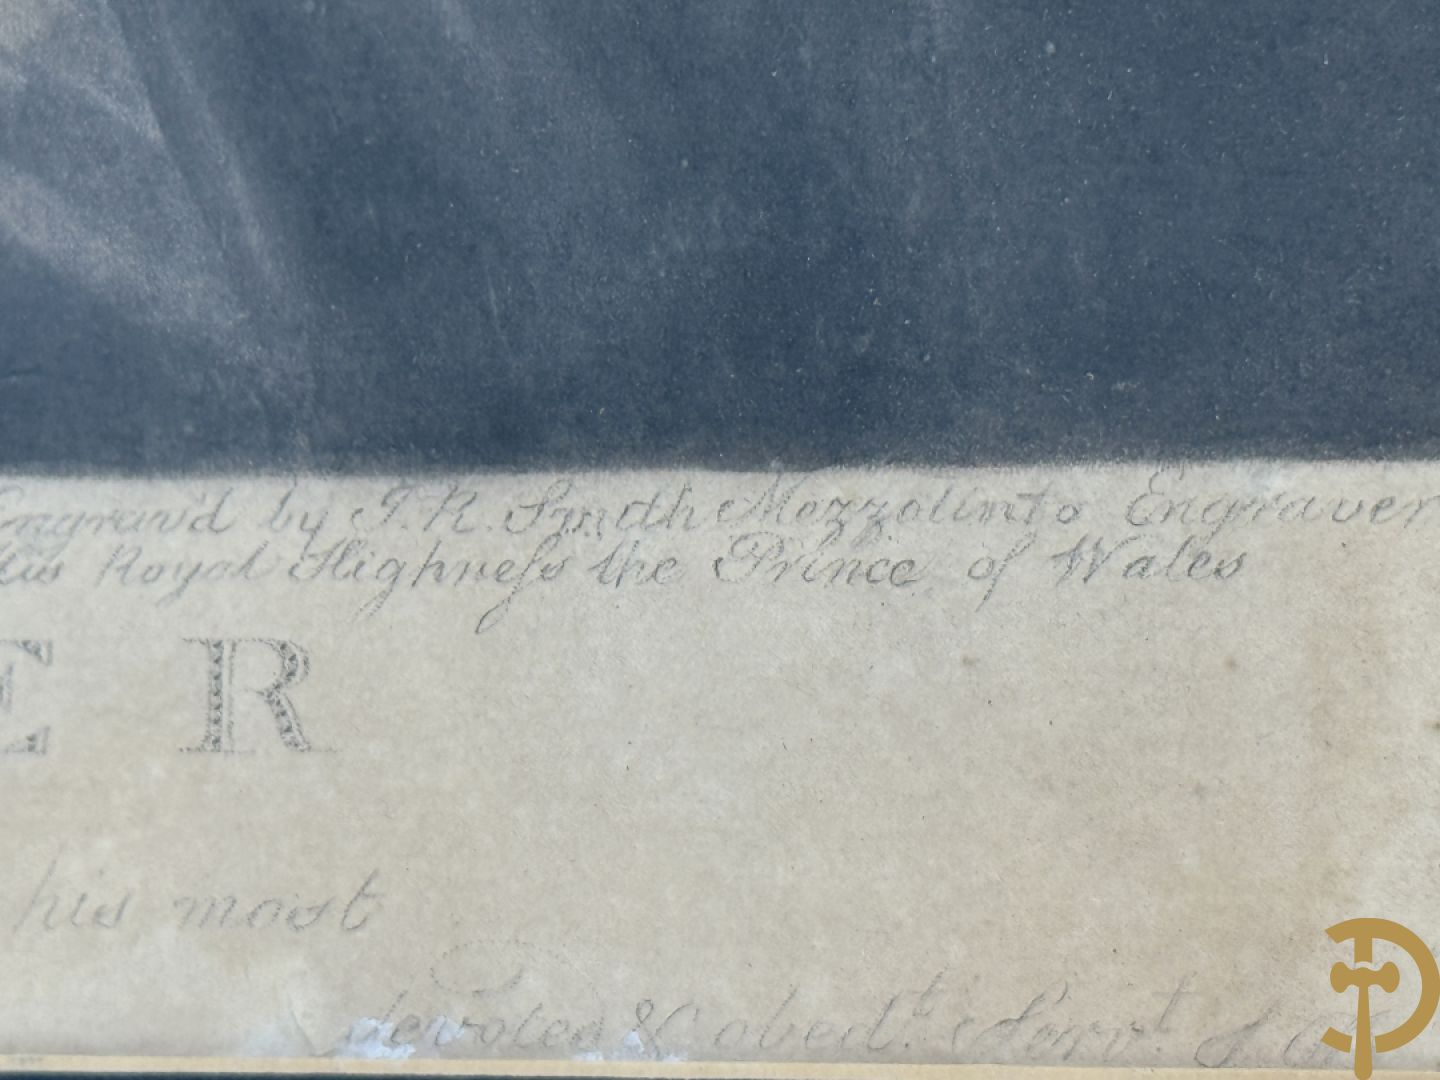 Engrav'd by J.R. Smith Mezzotinto Engraver
His Royal Highneſs the Prince of Wales
E R
his most
devoted & obed.t Serv.t J.